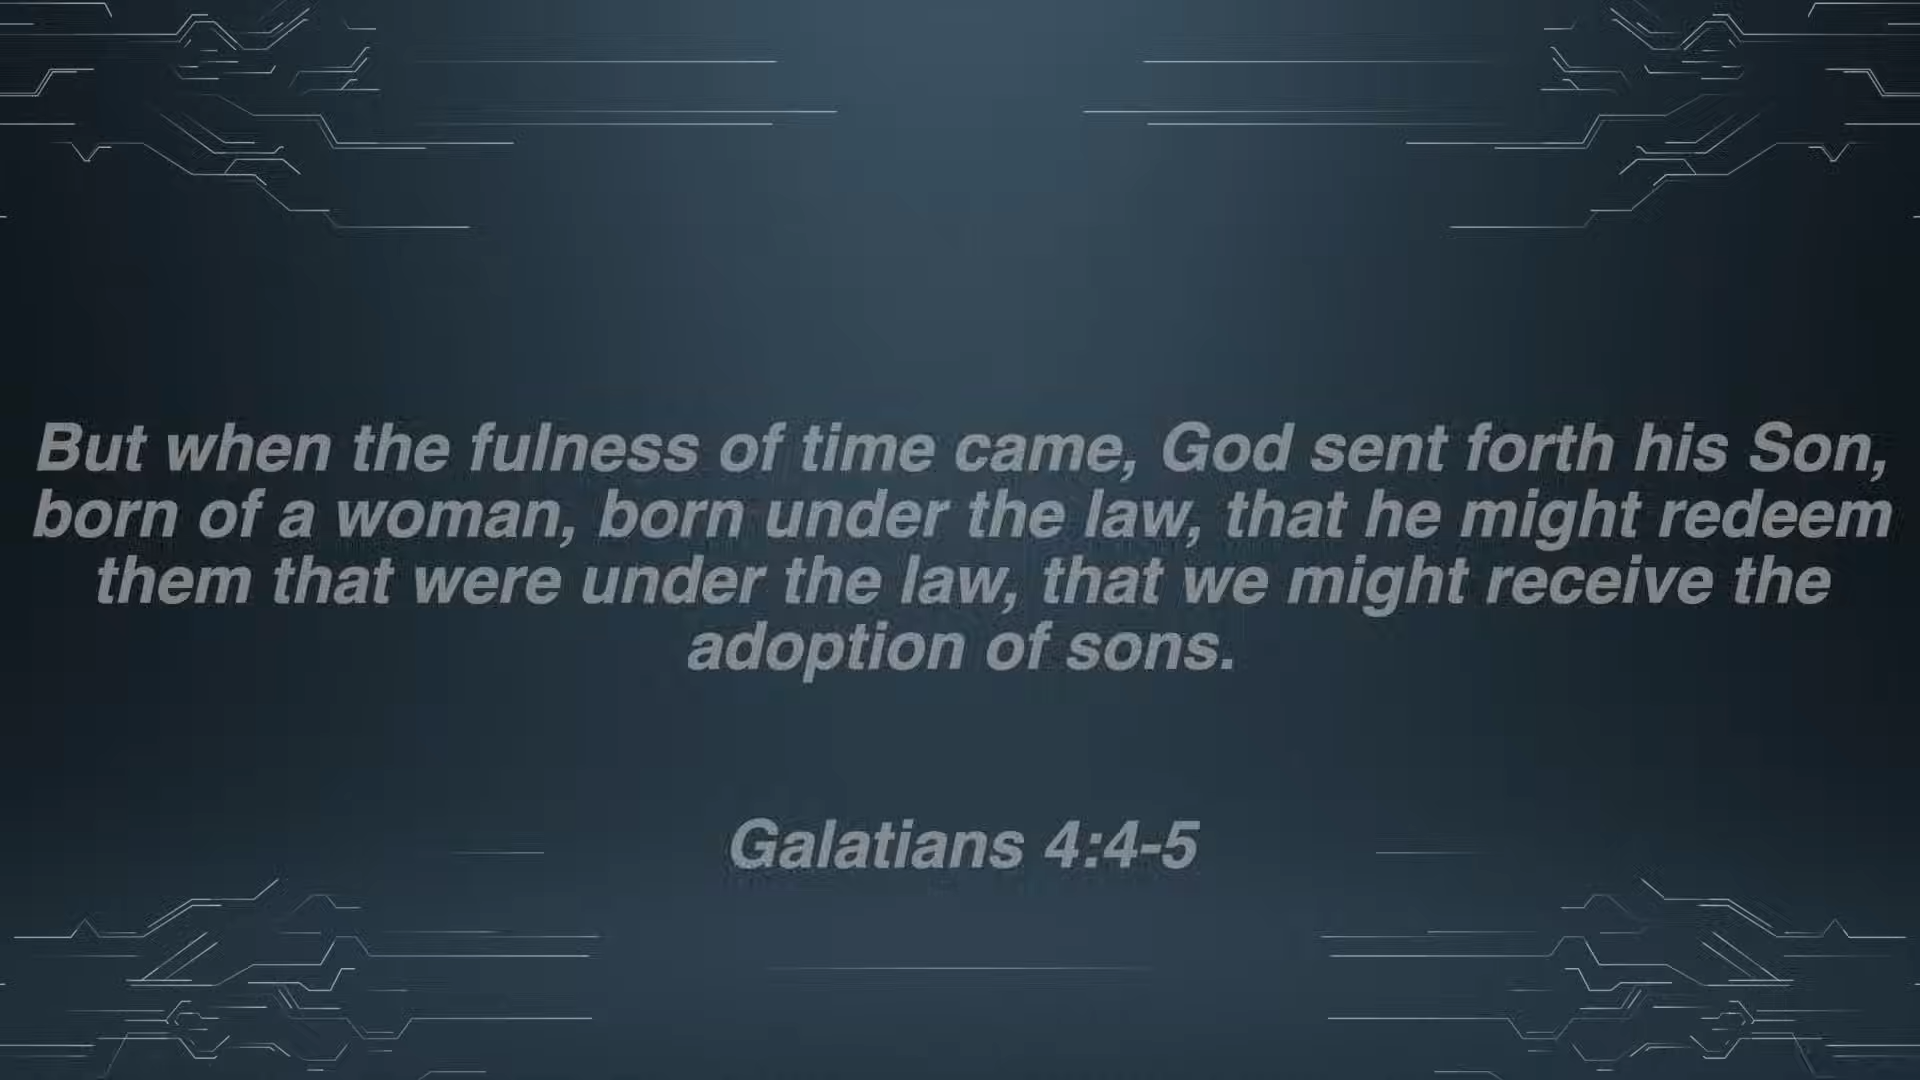 But when the fulness of time came, God sent forth his Son,
born of a woman, born under the law, that he might redeem
them that were under the law, that we might receive the
adoption of sons.
Galatians 4:4-5